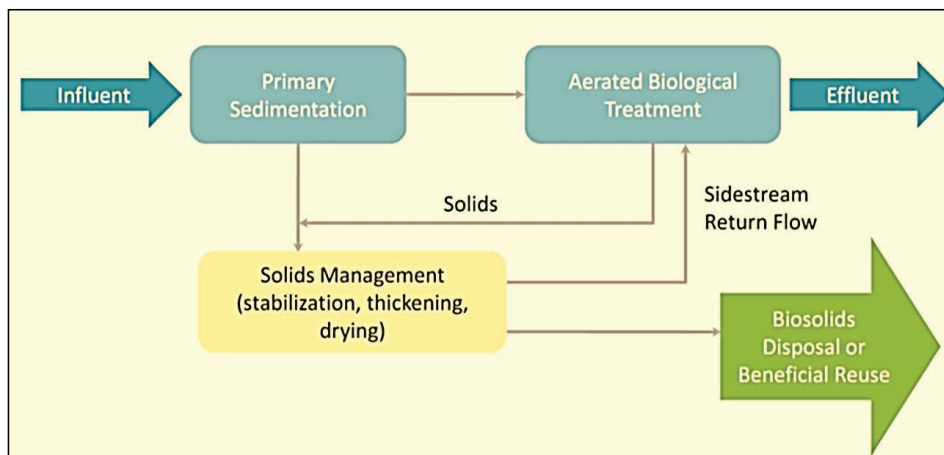 Influent
Primary
Sedimentation
Aerated Biological
Treatment
Effluent
Solids
Sidestream
Return Flow
Solids Management
(stabilization, thickening,
drying)
Biosolids
Disposal or
Beneficial Reuse